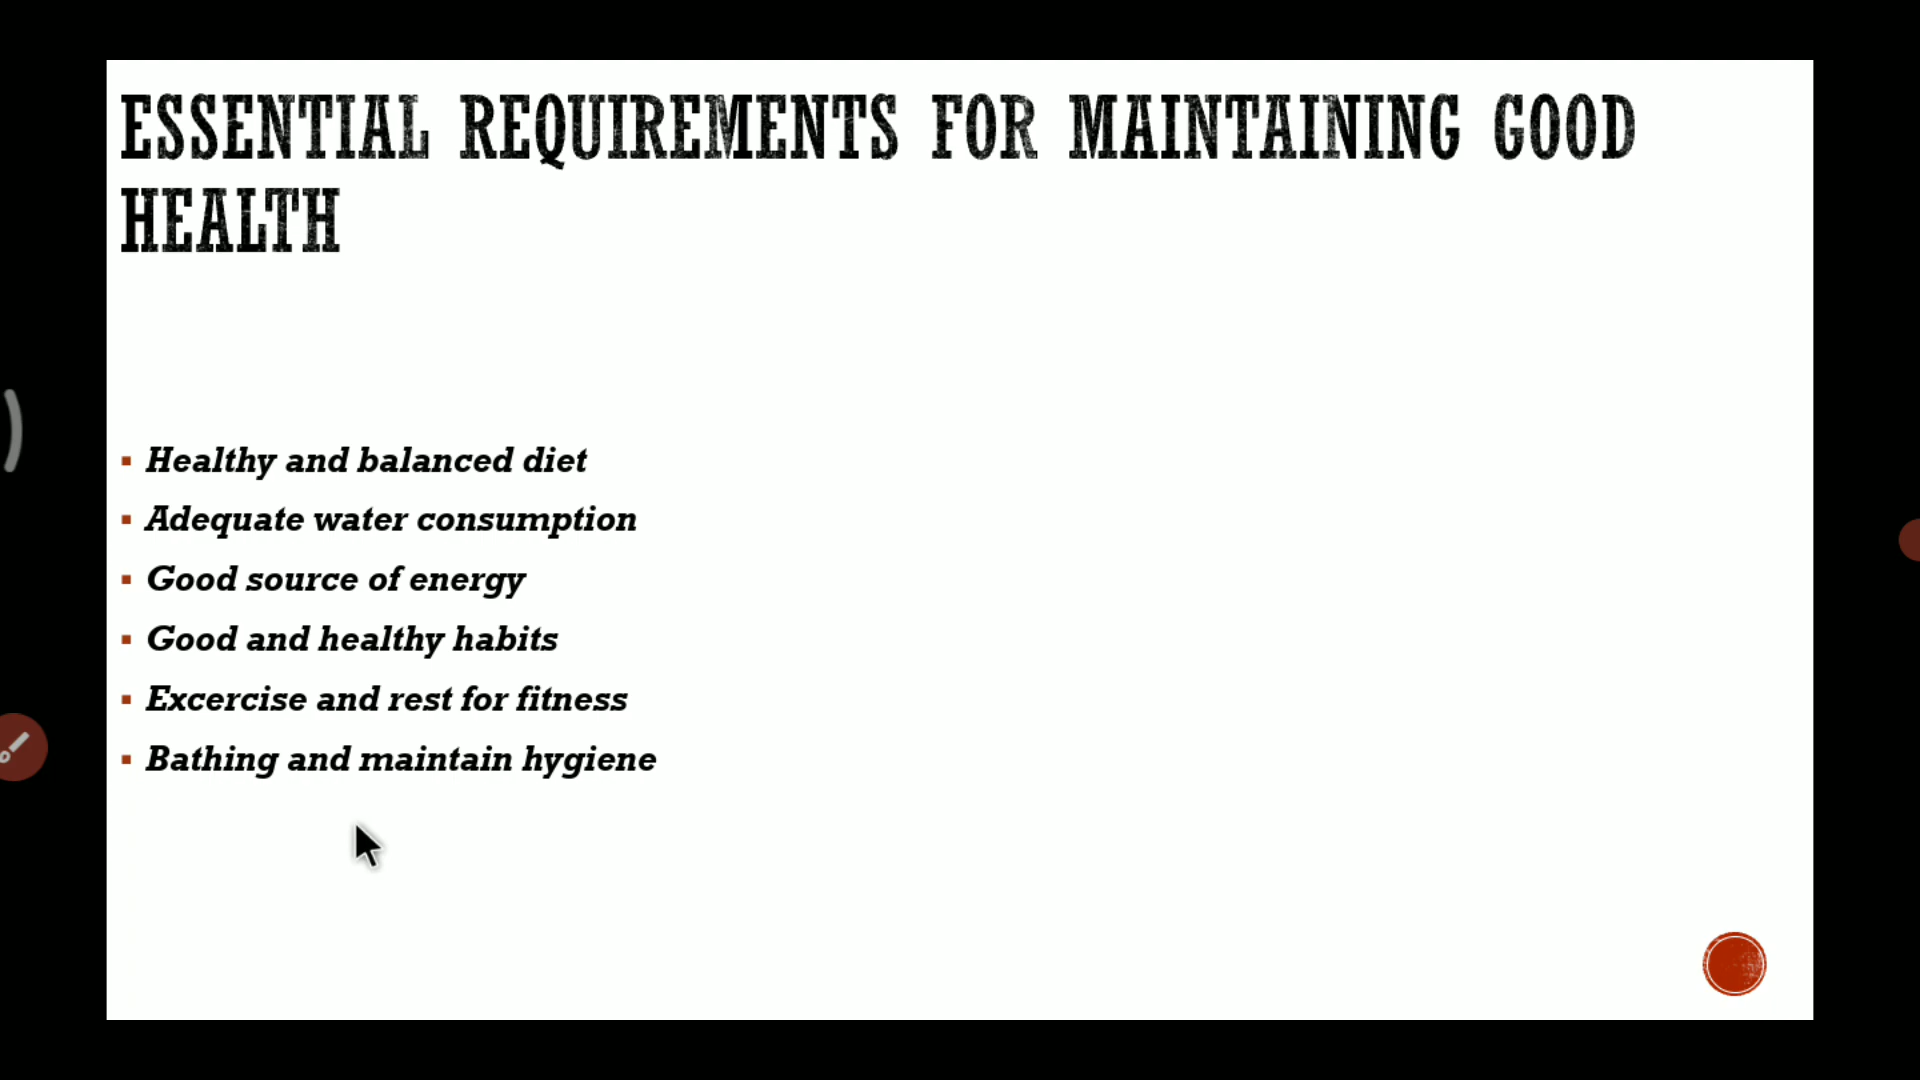 ESSENTIAL REQUIREMENTS FOR MAINTAINING GOOD
HEALTH
▪ Healthy and balanced diet
▪ Adequate water consumption
▪ Good source of energy
▪ Good and healthy habits
▪ Excercise and rest for fitness
▪ Bathing and maintain hygiene